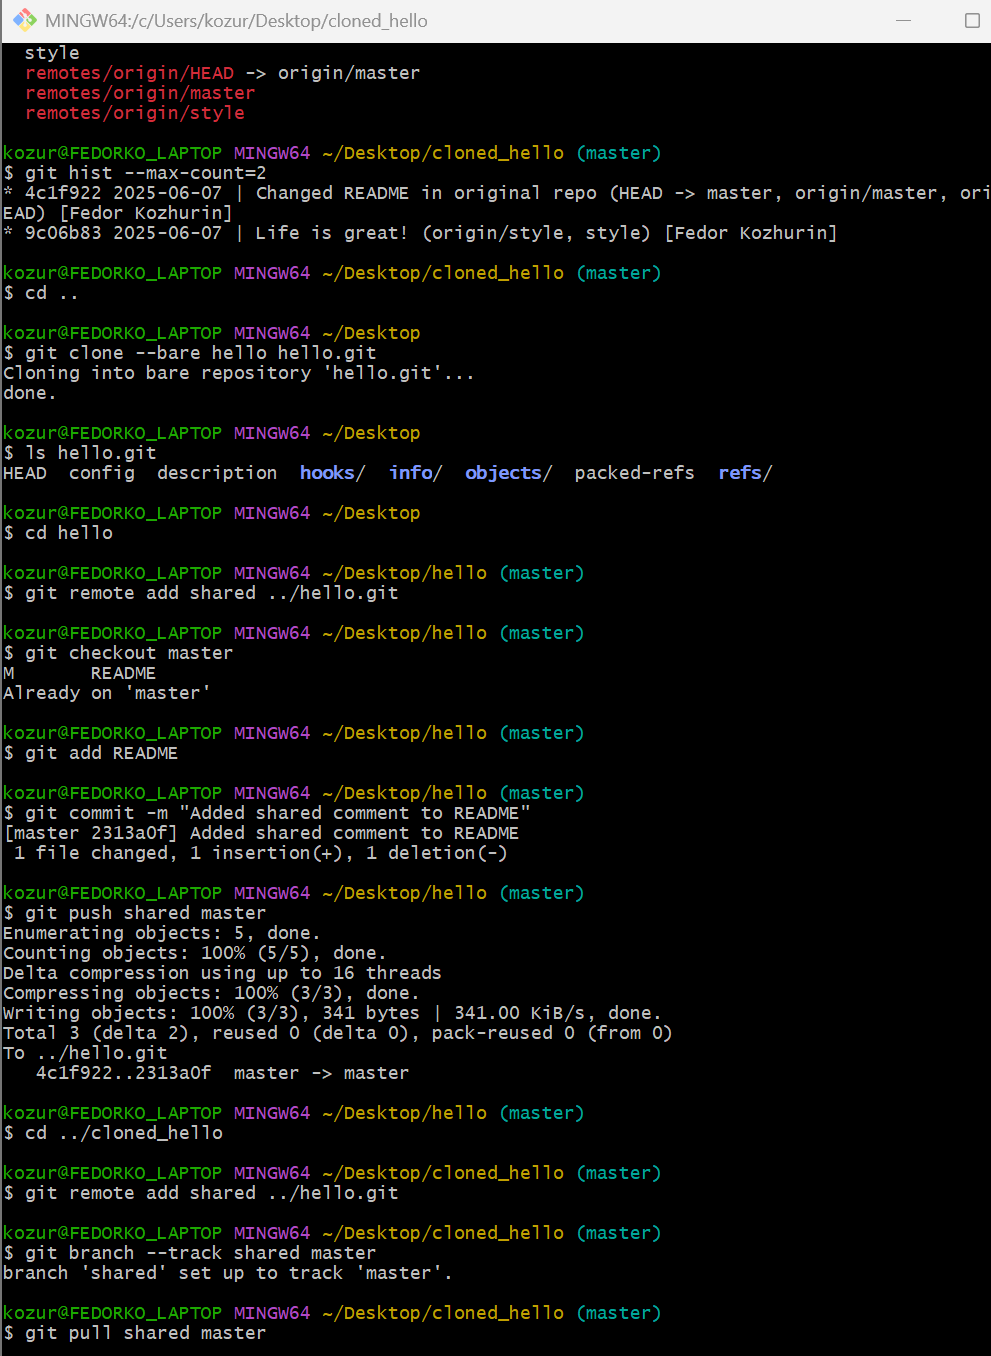 MINGW64:/c/Users/kozur/Desktop/cloned_hello
style
remotes/origin/HEAD -> origin/master
remotes/origin/master
remotes/origin/style
kozur@FEDORKO_LAPTOP MINGW64 ~/Desktop/cloned_hello (master)
$ git hist --max-count=2
* 4c1f922 2025-06-07 | Changed README in original repo (HEAD -> master, origin/master, ori
EAD) [Fedor Kozhurin]
* 9c06b83 2025-06-07 | Life is great! (origin/style, style) [Fedor Kozhurin]
kozur@FEDORKO_LAPTOP MINGW64 ~/Desktop/cloned_hello (master)
$ cd ..
kozur@FEDORKO_LAPTOP MINGW64 ~/Desktop
$ git clone --bare hello hello.git
Cloning into bare repository 'hello.git'...
done.
kozur@FEDORKO_LAPTOP MINGW64 ~/Desktop
$ ls hello.git
HEAD  config  description  hooks/  info/  objects/  packed-refs  refs/
kozur@FEDORKO_LAPTOP MINGW64 ~/Desktop
$ cd hello
kozur@FEDORKO_LAPTOP MINGW64 ~/Desktop/hello (master)
$ git remote add shared ../hello.git
kozur@FEDORKO_LAPTOP MINGW64 ~/Desktop/hello (master)
$ git checkout master
M       README
Already on 'master'
kozur@FEDORKO_LAPTOP MINGW64 ~/Desktop/hello (master)
$ git add README
kozur@FEDORKO_LAPTOP MINGW64 ~/Desktop/hello (master)
$ git commit -m "Added shared comment to README"
[master 2313a0f] Added shared comment to README
1 file changed, 1 insertion(+), 1 deletion(-)
kozur@FEDORKO_LAPTOP MINGW64 ~/Desktop/hello (master)
$ git push shared master
Enumerating objects: 5, done.
Counting objects: 100% (5/5), done.
Delta compression using up to 16 threads
Compressing objects: 100% (3/3), done.
Writing objects: 100% (3/3), 341 bytes | 341.00 KiB/s, done.
Total 3 (delta 2), reused 0 (delta 0), pack-reused 0 (from 0)
To ../hello.git
4c1f922..2313a0f  master -> master
kozur@FEDORKO_LAPTOP MINGW64 ~/Desktop/hello (master)
$ cd ../cloned_hello
kozur@FEDORKO_LAPTOP MINGW64 ~/Desktop/cloned_hello (master)
$ git remote add shared ../hello.git
kozur@FEDORKO_LAPTOP MINGW64 ~/Desktop/cloned_hello (master)
$ git branch --track shared master
branch 'shared' set up to track 'master'.
kozur@FEDORKO_LAPTOP MINGW64 ~/Desktop/cloned_hello (master)
$ git pull shared master